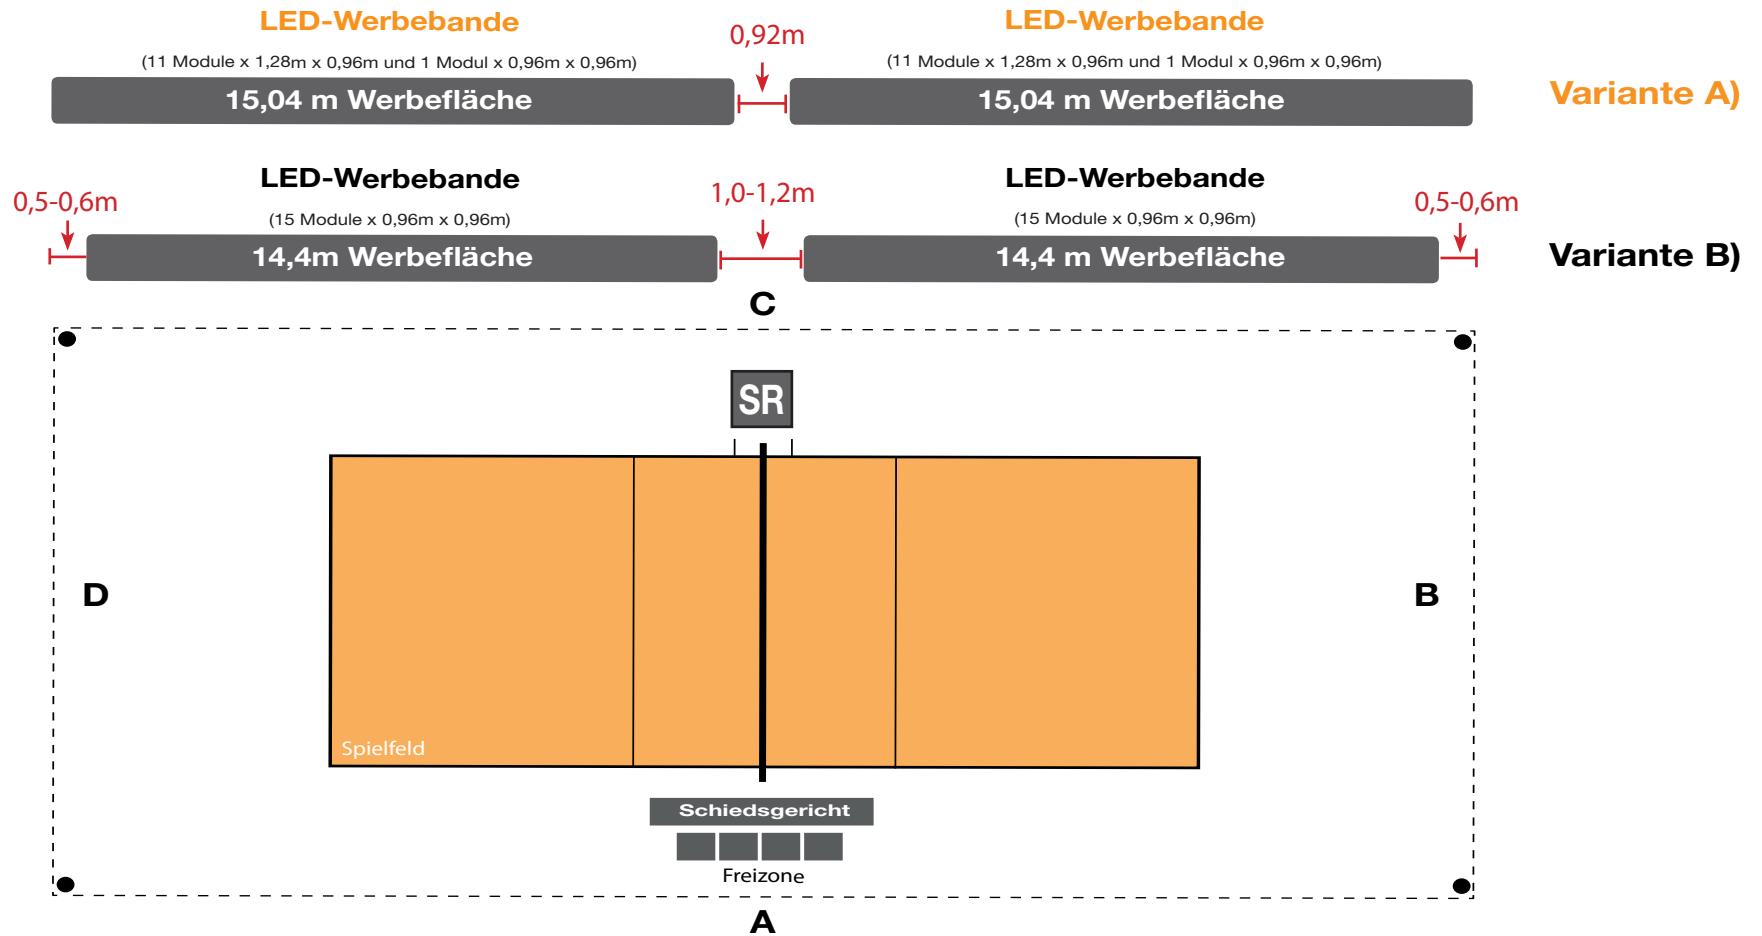 LED-Werbebande
0,92m
LED-Werbebande
(11 Module x 1,28m x 0,96m und 1 Modul x 0,96m x 0,96m)
(11 Module x 1,28m x 0,96m und 1 Modul x 0,96m x 0,96m)
15,04 m Werbefläche
15,04 m Werbefläche
Variante A)
LED-Werbebande
LED-Werbebande
0,5-0,6m
1,0-1,2m
0,5-0,6m
(15 Module x 0,96m x 0,96m)
(15 Module x 0,96m x 0,96m)
14,4m Werbefläche
14,4 m Werbefläche
Variante B)
C
SR
D
B
Spielfeld
Schiedsgericht
Freizone
A